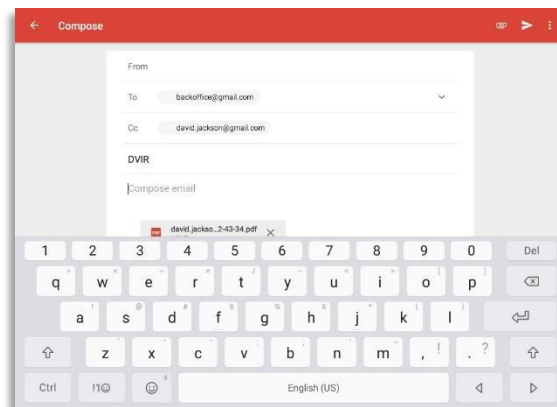 Compose
From
To backoffice@gmail.com
Cc david.jackson@gmail.com
DVIR
Compose email
PDF david.jackso...2-43-34.pdf
1 2 3 4 5 6 7 8 9 0 Del
q w e r t y u i o p
a s d f g h j k l
z x c v b n m , ! . ?
Ctrl !1☺ English (US)